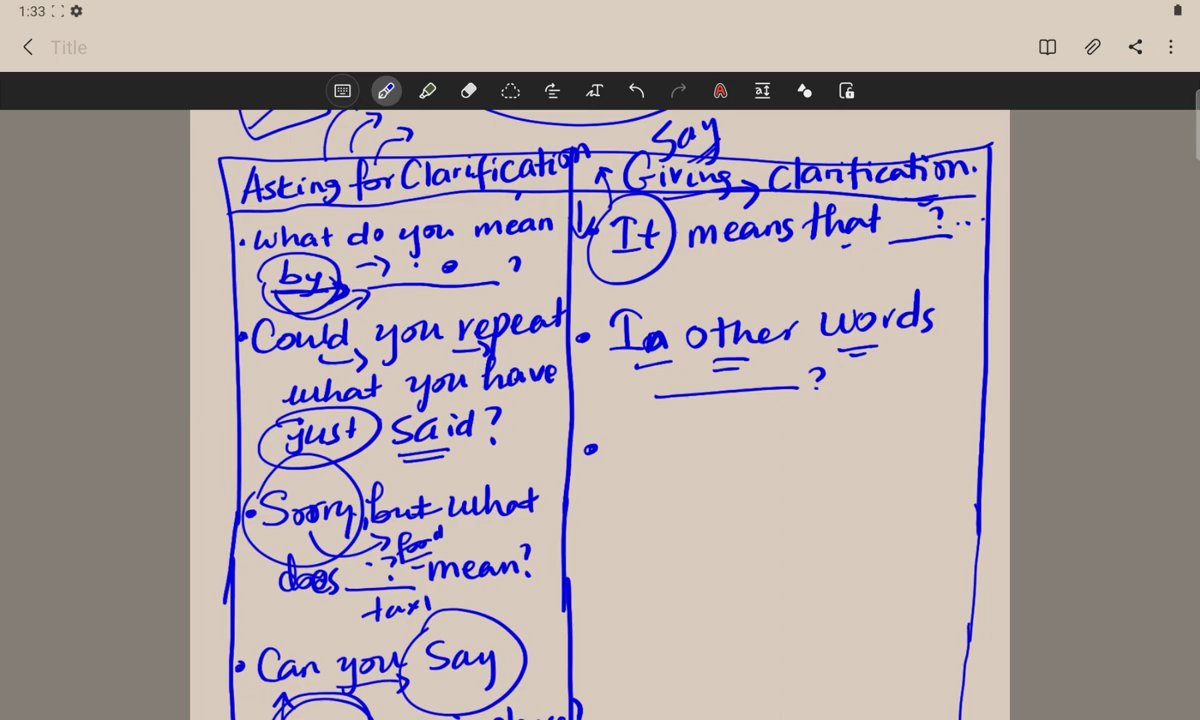 1:33
Title
Say
Asking for Clarification
Giving Clarification.
• What do you mean
by ?
• Could you repeat
what you have
just said?
• Sorry, but what
does ? mean?
taxi
• Can you Say
It means that ? ...
• In other words
?
•